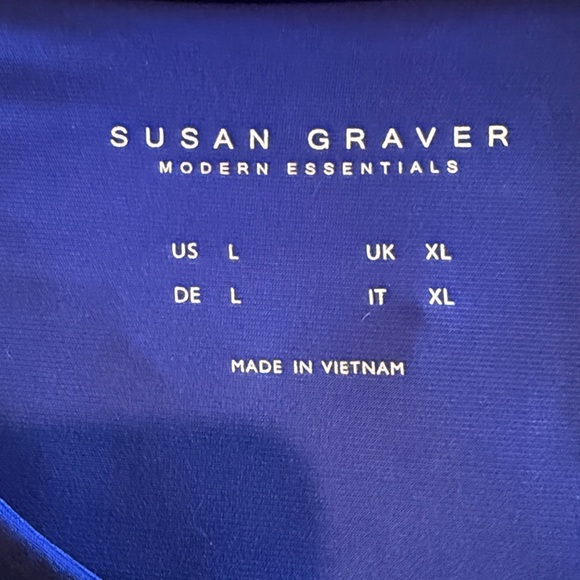 SUSAN GRAVER
MODERN ESSENTIALS
US L UK XL
DE L IT XL
MADE IN VIETNAM